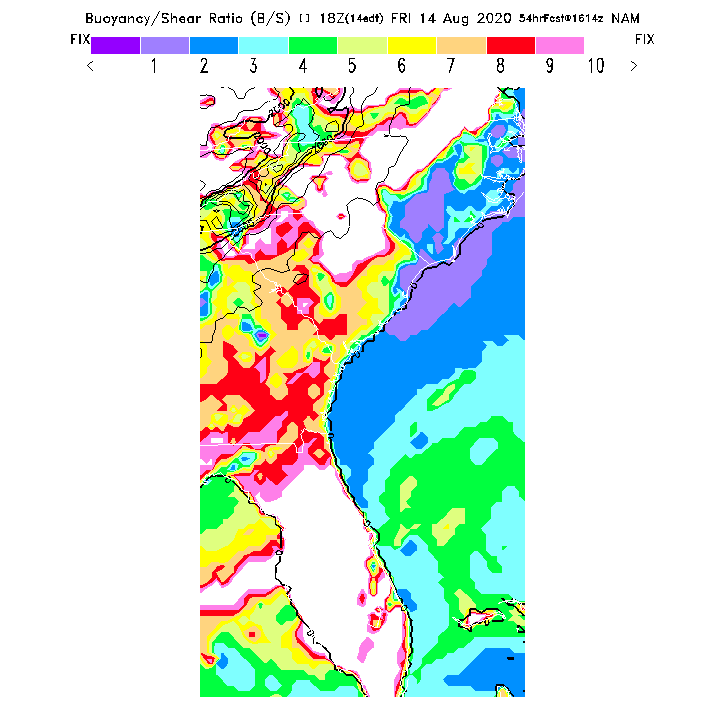 Buoyancy/Shear Ratio (B/S) [] 18Z(14edt) FRI 14 Aug 2020 54hrFcst@1614z NAM
FIX FIX
< 1 2 3 4 5 6 7 8 9 10 >